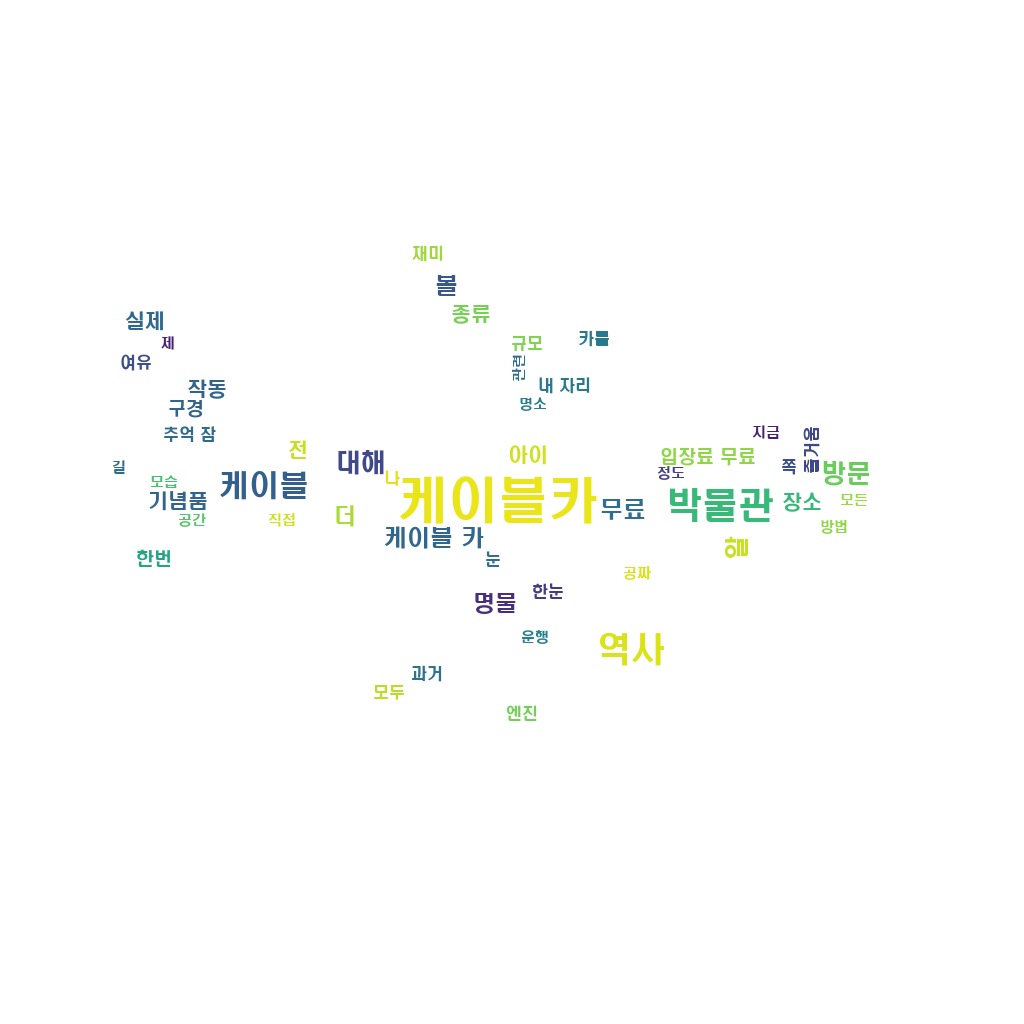 재미
볼
종류
실제
제
규모
카를
여유
관련
작동
내 자리
구경
명소
추억 잠
지금
즐거움
전
아이
입장료 무료
대해
길
쪽
정도
방문
나
케이블
모습
케이블카
기념품
박물관
장소
모든
무료
더
공간
직접
방법
케이블 카
할
한번
눈
공짜
한눈
명물
운행
역사
과거
모두
엔진